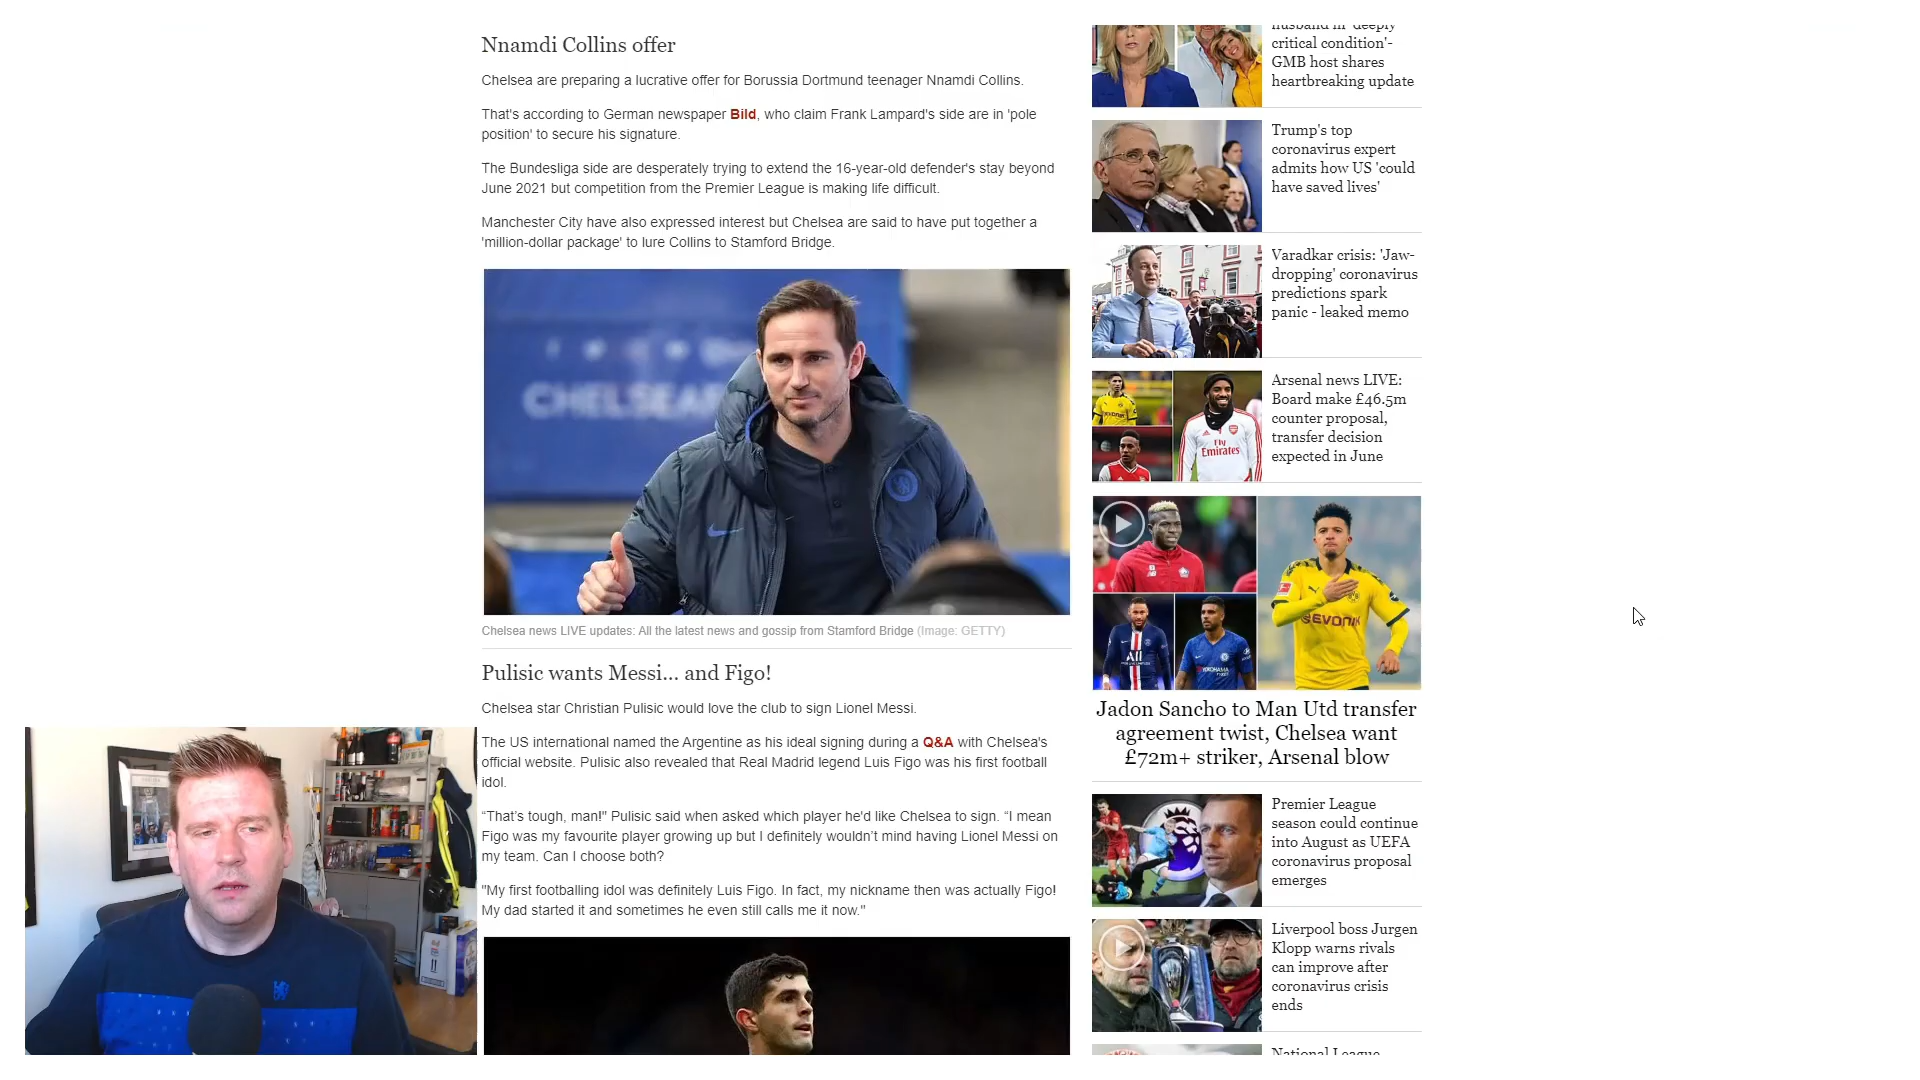 Nnamdi Collins offer
Chelsea are preparing a lucrative offer for Borussia Dortmund teenager Nnamdi Collins.
That's according to German newspaper Bild, who claim Frank Lampard's side are in 'pole
position' to secure his signature.
The Bundesliga side are desperately trying to extend the 16-year-old defender's stay beyond
June 2021 but competition from the Premier League is making life difficult.
Manchester City have also expressed interest but Chelsea are said to have put together a
'million-dollar package' to lure Collins to Stamford Bridge.
CHELSEAF
Chelsea news LIVE updates: All the latest news and gossip from Stamford Bridge (Image: GETTY)
Pulisic wants Messi... and Figo!
Chelsea star Christian Pulisic would love the club to sign Lionel Messi.
The US international named the Argentine as his ideal signing during a Q&A with Chelsea's
official website. Pulisic also revealed that Real Madrid legend Luis Figo was his first football
idol.
“That’s tough, man!" Pulisic said when asked which player he'd like Chelsea to sign. “I mean
Figo was my favourite player growing up but I definitely wouldn’t mind having Lionel Messi on
my team. Can I choose both?
"My first footballing idol was definitely Luis Figo. In fact, my nickname then was actually Figo!
My dad started it and sometimes he even still calls me it now."
husband in 'deeply
critical condition'-
GMB host shares
heartbreaking update
Trump's top
coronavirus expert
admits how US 'could
have saved lives'
Varadkar crisis: 'Jaw-
dropping' coronavirus
predictions spark
panic - leaked memo
Fly
Emirates
Arsenal news LIVE:
Board make £46.5m
counter proposal,
transfer decision
expected in June
EVONIK
YOKOHAMA
Jadon Sancho to Man Utd transfer
agreement twist, Chelsea want
£72m+ striker, Arsenal blow
Premier League
season could continue
into August as UEFA
coronavirus proposal
emerges
Liverpool boss Jurgen
Klopp warns rivals
can improve after
coronavirus crisis
ends
National League